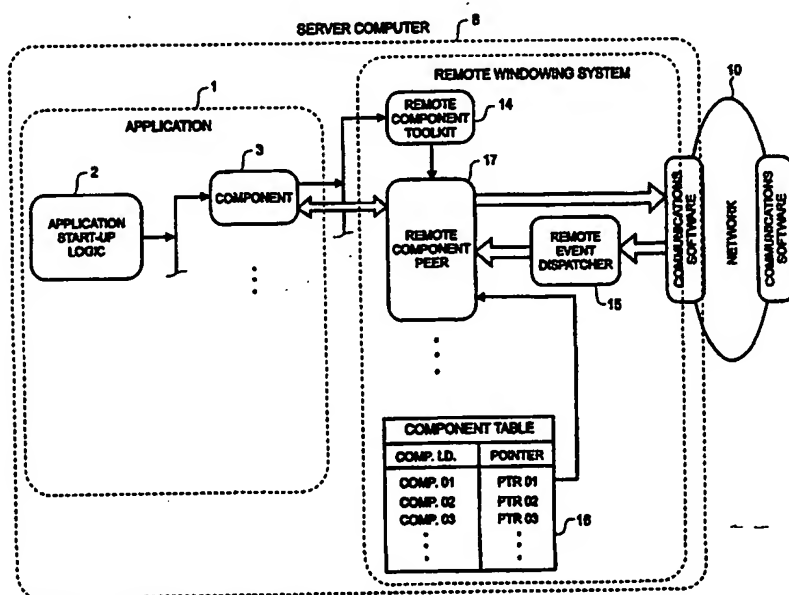 SERVER COMPUTER
8
REMOTE WINDOWING SYSTEM
1
APPLICATION
10
REMOTE
COMPONENT
TOOLKIT
14
3
COMPONENT
2
APPLICATION
START-UP
LOGIC
17
REMOTE
COMPONENT
PEER
REMOTE
EVENT
DISPATCHER
15
COMMUNICATIONS
SOFTWARE
NETWORK
COMMUNICATIONS
SOFTWARE
COMPONENT TABLE
COMP. I.D. POINTER
COMP. 01 PTR 01
COMP. 02 PTR 02
COMP. 03 PTR 03
16